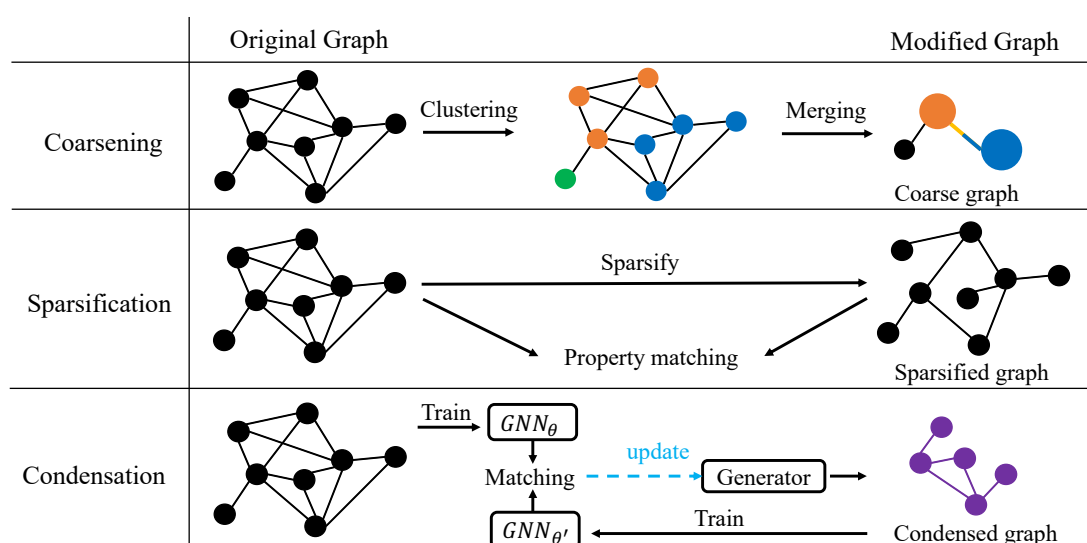 Original Graph
Modified Graph
Coarsening
Clustering
Merging
Coarse graph
Sparsification
Sparsify
Property matching
Sparsified graph
Condensation
Train
GNN_θ
Matching
update
Generator
GNN_θ'
Train
Condensed graph